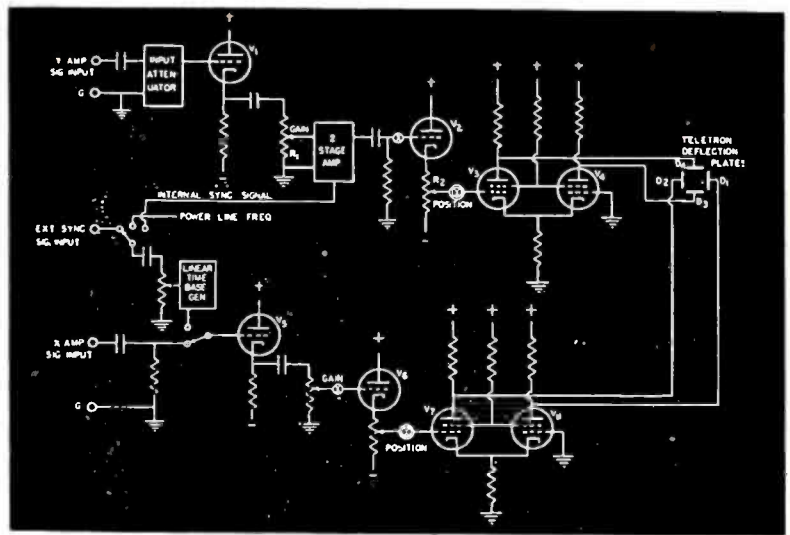 Y AMP
SIG INPUT
G
INPUT
ATTEN-
UATOR
V1
GAIN
R1
2
STAGE
AMP
V2
R2
POSITION
V3
V4
TELETRON
DEFLECTION
PLATES
D4
D2
D1
D3
INTERNAL SYNC SIGNAL
POWER LINE FREQ
EXT SYNC
SIG. INPUT
LINEAR
TIME
BASE
GEN
V5
X AMP
SIG INPUT
G
GAIN
V6
POSITION
V7
V8